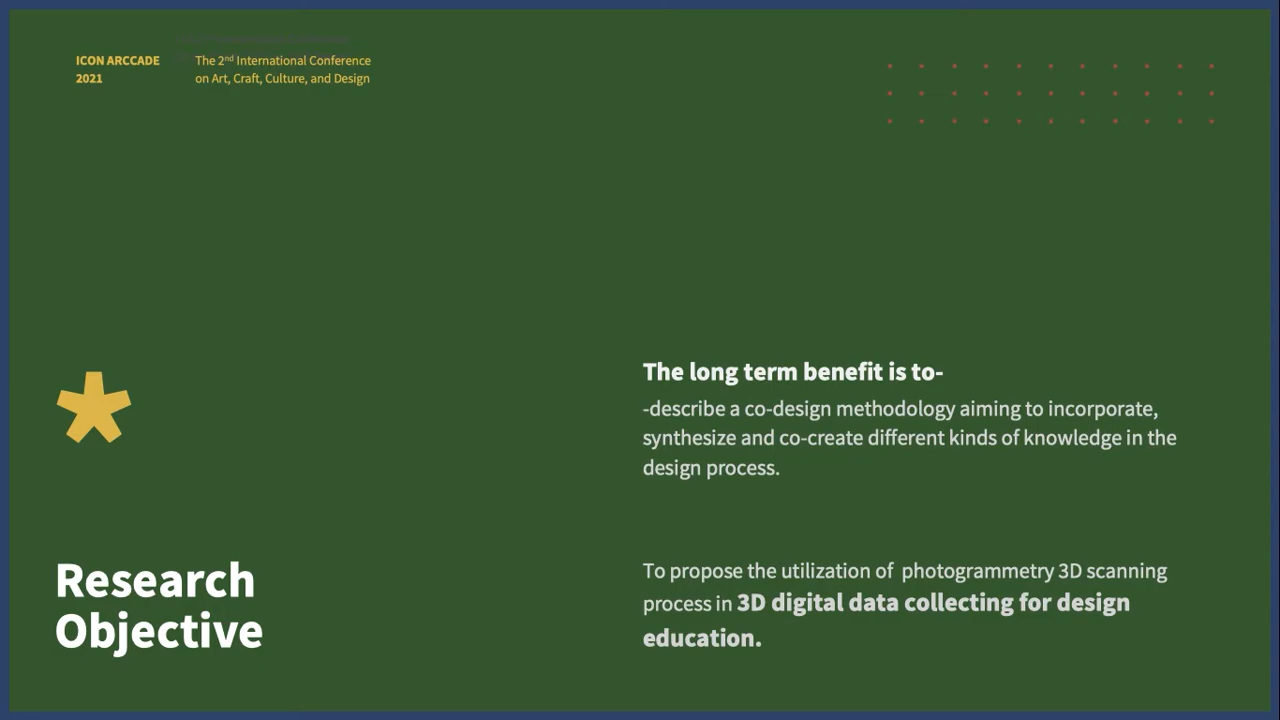 ICON ARCCADE
2021
The 2nd International Conference
on Art, Craft, Culture, and Design
The long term benefit is to-
-describe a co-design methodology aiming to incorporate,
synthesize and co-create different kinds of knowledge in the
design process.
Research
Objective
To propose the utilization of photogrammetry 3D scanning
process in 3D digital data collecting for design
education.